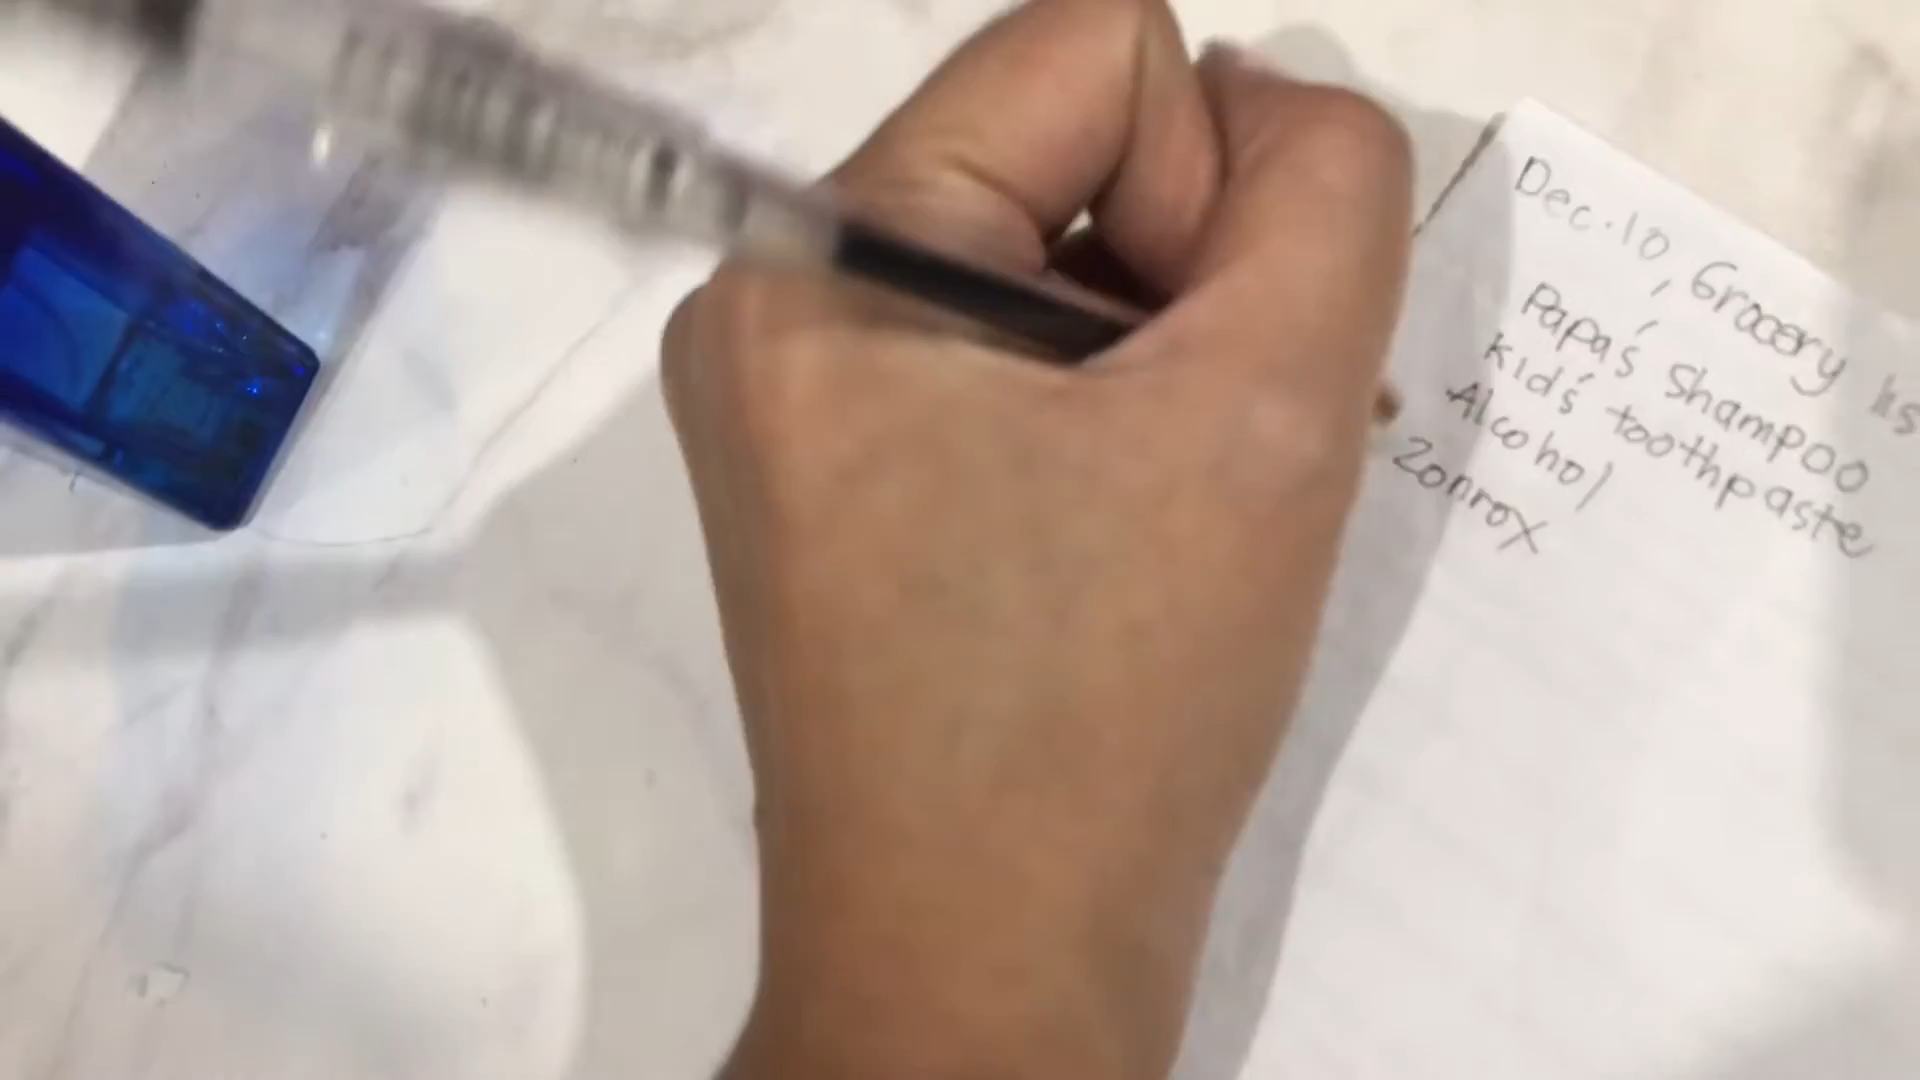 Dec. 10, Grocery lis
Papa's Shampoo
Kid's toothpaste
Alcohol
Zonrox